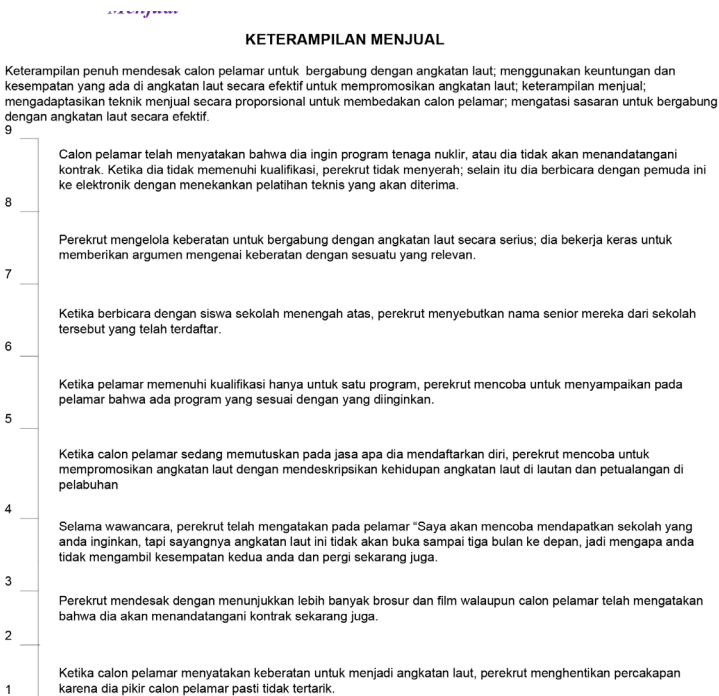 KETERAMPILAN MENJUAL
Keterampilan penuh mendesak calon pelamar untuk bergabung dengan angkatan laut; menggunakan keuntungan dan
kesempatan yang ada di angkatan laut secara efektif untuk mempromosikan angkatan laut; keterampilan menjual;
mengadaptasikan teknik menjual secara proporsional untuk membedakan calon pelamar; mengatasi sasaran untuk bergabung
dengan angkatan laut secara efektif.
9
Calon pelamar telah menyatakan bahwa dia ingin program tenaga nuklir, atau dia tidak akan menandatangani
kontrak. Ketika dia tidak memenuhi kualifikasi, perekrut tidak menyerah; selain itu dia berbicara dengan pemuda ini
ke elektronik dengan menekankan pelatihan teknis yang akan diterima.
8
Perekrut mengelola keberatan untuk bergabung dengan angkatan laut secara serius; dia bekerja keras untuk
memberikan argumen mengenai keberatan dengan sesuatu yang relevan.
7
Ketika berbicara dengan siswa sekolah menengah atas, perekrut menyebutkan nama senior mereka dari sekolah
tersebut yang telah terdaftar.
6
Ketika pelamar memenuhi kualifikasi hanya untuk satu program, perekrut mencoba untuk menyampaikan pada
pelamar bahwa ada program yang sesuai dengan yang diinginkan.
5
Ketika calon pelamar sedang memutuskan pada jasa apa dia mendaftarkan diri, perekrut mencoba untuk
mempromosikan angkatan laut dengan mendeskripsikan kehidupan angkatan laut di lautan dan petualangan di
pelabuhan
4
Selama wawancara, perekrut telah mengatakan pada pelamar “Saya akan mencoba mendapatkan sekolah yang
anda inginkan, tapi sayangnya angkatan laut ini tidak akan buka sampai tiga bulan ke depan, jadi mengapa anda
tidak mengambil kesempatan kedua anda dan pergi sekarang juga.
3
Perekrut mendesak dengan menunjukkan lebih banyak brosur dan film walaupun calon pelamar telah mengatakan
bahwa dia akan menandatangani kontrak sekarang juga.
2
Ketika calon pelamar menyatakan keberatan untuk menjadi angkatan laut, perekrut menghentikan percakapan
karena dia pikir calon pelamar pasti tidak tertarik.
1